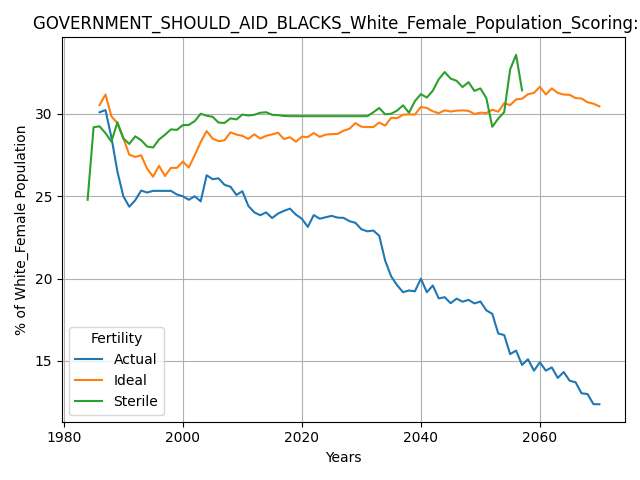 GOVERNMENT_SHOULD_AID_BLACKS_White_Female_Population_Scoring:
% of White_Female Population
30
25
20
15
Fertility
Actual
Ideal
Sterile
1980 2000 2020 2040 2060
Years